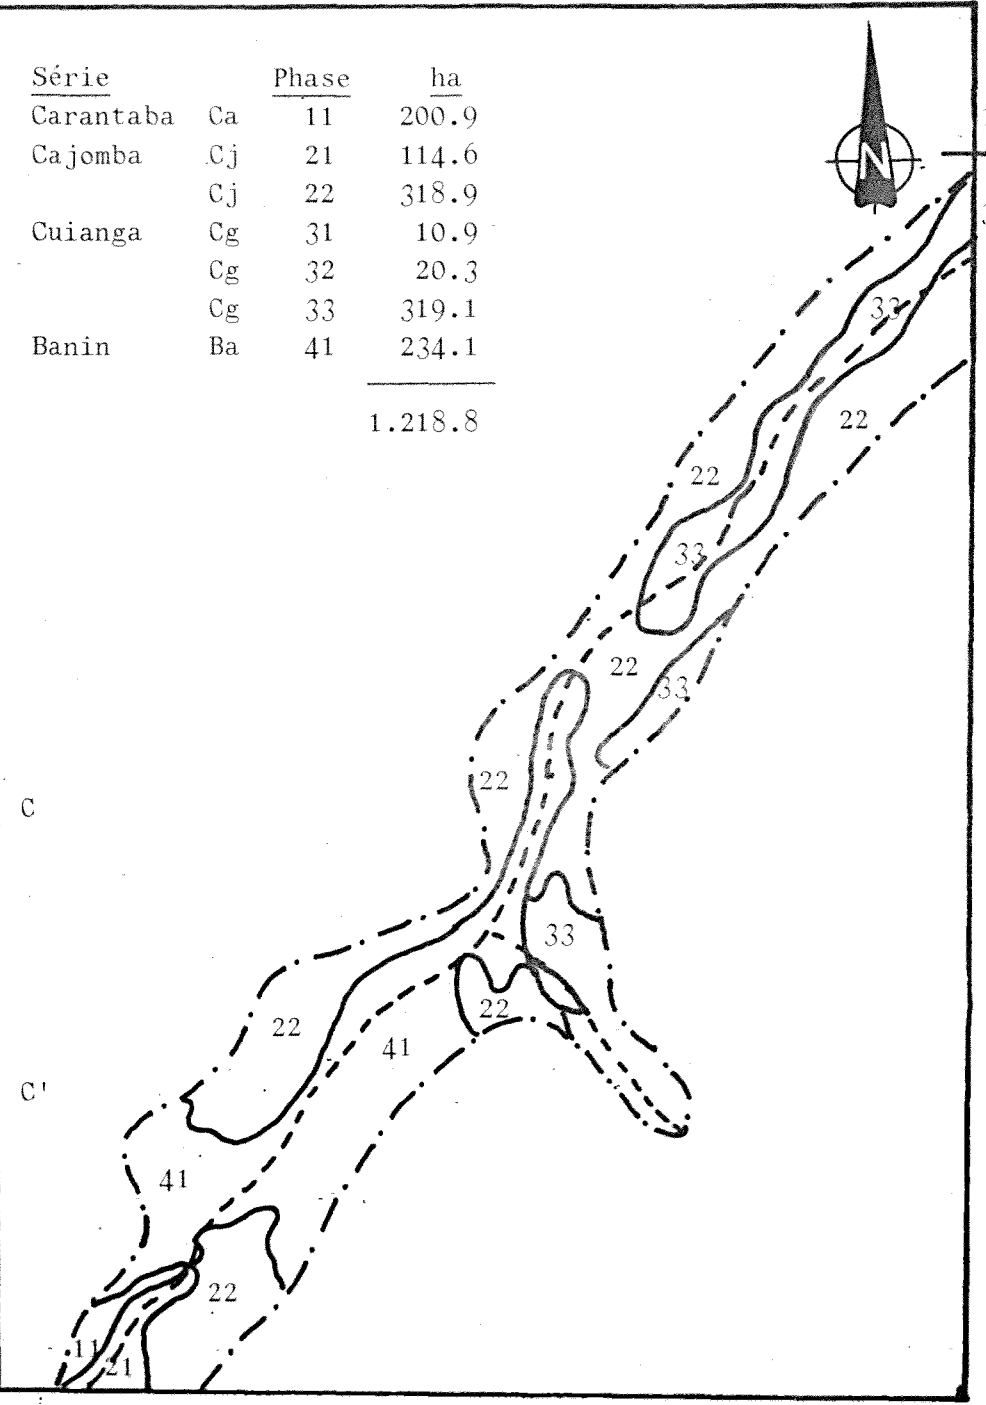 Série Phase ha
Carantaba Ca 11 200.9
Cajomba Cj 21 114.6
Cj 22 318.9
Cuianga Cg 31 10.9
Cg 32 20.3
Cg 33 319.1
Banin Ba 41 234.1
1.218.8
N
33
22
22
33
22
33
22
C
33
22
22
41
C'
41
22
11
21